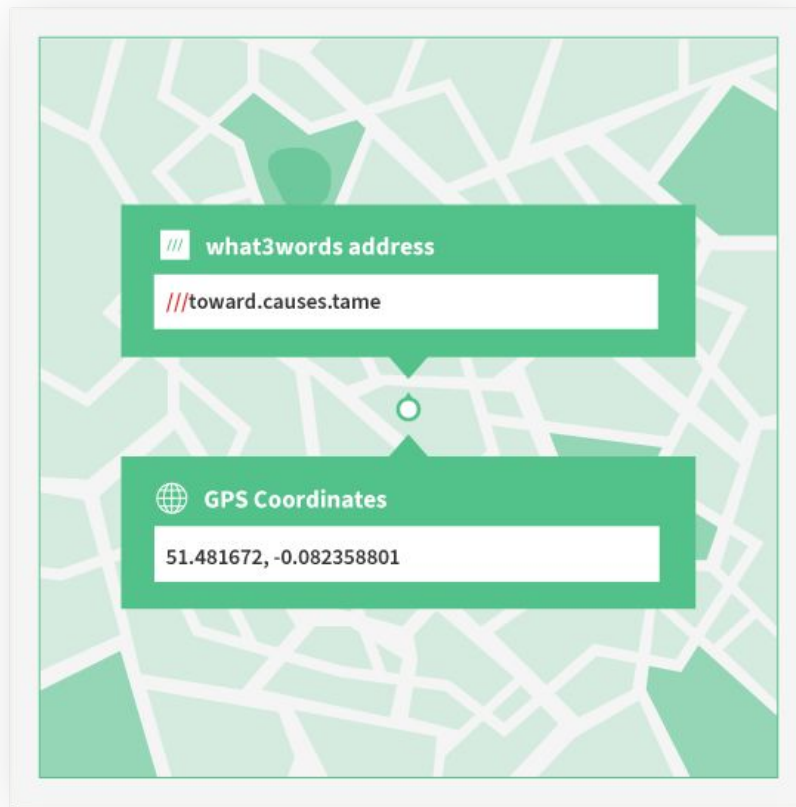 /// what3words address
///toward.causes.tame
GPS Coordinates
51.481672, -0.082358801